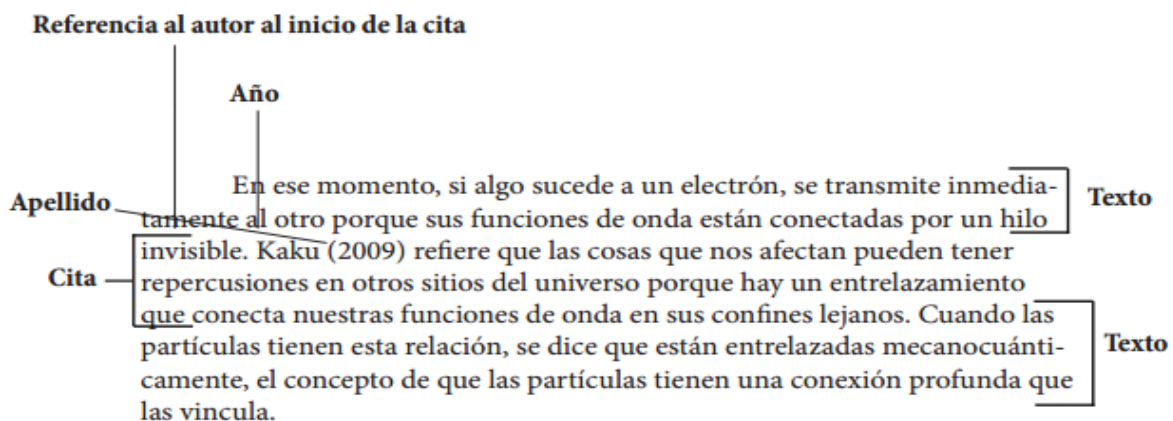 Referencia al autor al inicio de la cita
Año
En ese momento, si algo sucede a un electrón, se transmite inmedia-
Apellido
Texto
tamente al otro porque sus funciones de onda están conectadas por un hilo
invisible. Kaku (2009) refiere que las cosas que nos afectan pueden tener
Cita
repercusiones en otros sitios del universo porque hay un entrelazamiento
que conecta nuestras funciones de onda en sus confines lejanos. Cuando las
partículas tienen esta relación, se dice que están entrelazadas mecanocuánti-
Texto
camente, el concepto de que las partículas tienen una conexión profunda que
las vincula.